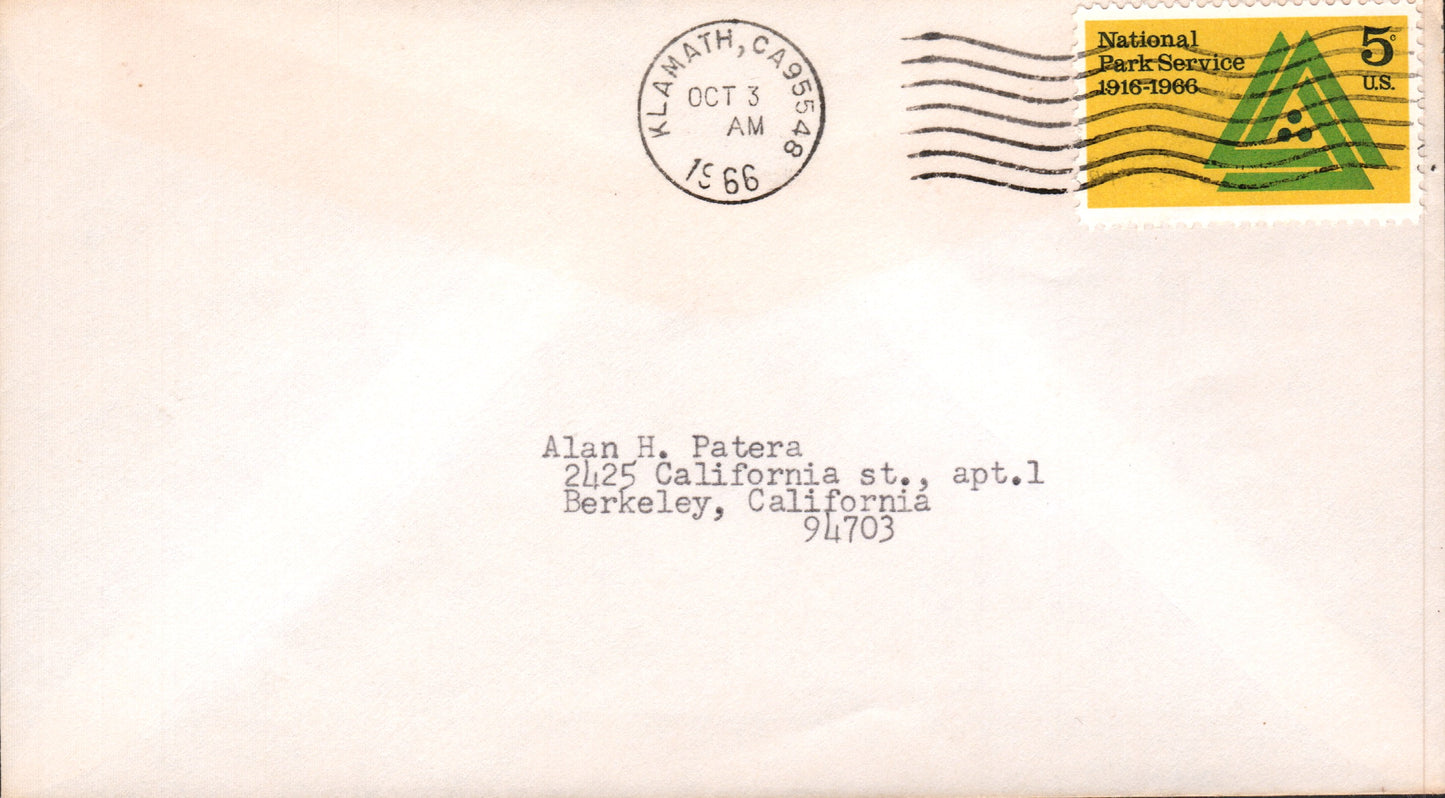 KLAMATH, CA 95548
OCT 3
AM
1966
National
Park Service
1916-1966
5c
U.S.
Alan H. Patera
2425 California st., apt.1
Berkeley, California
94703